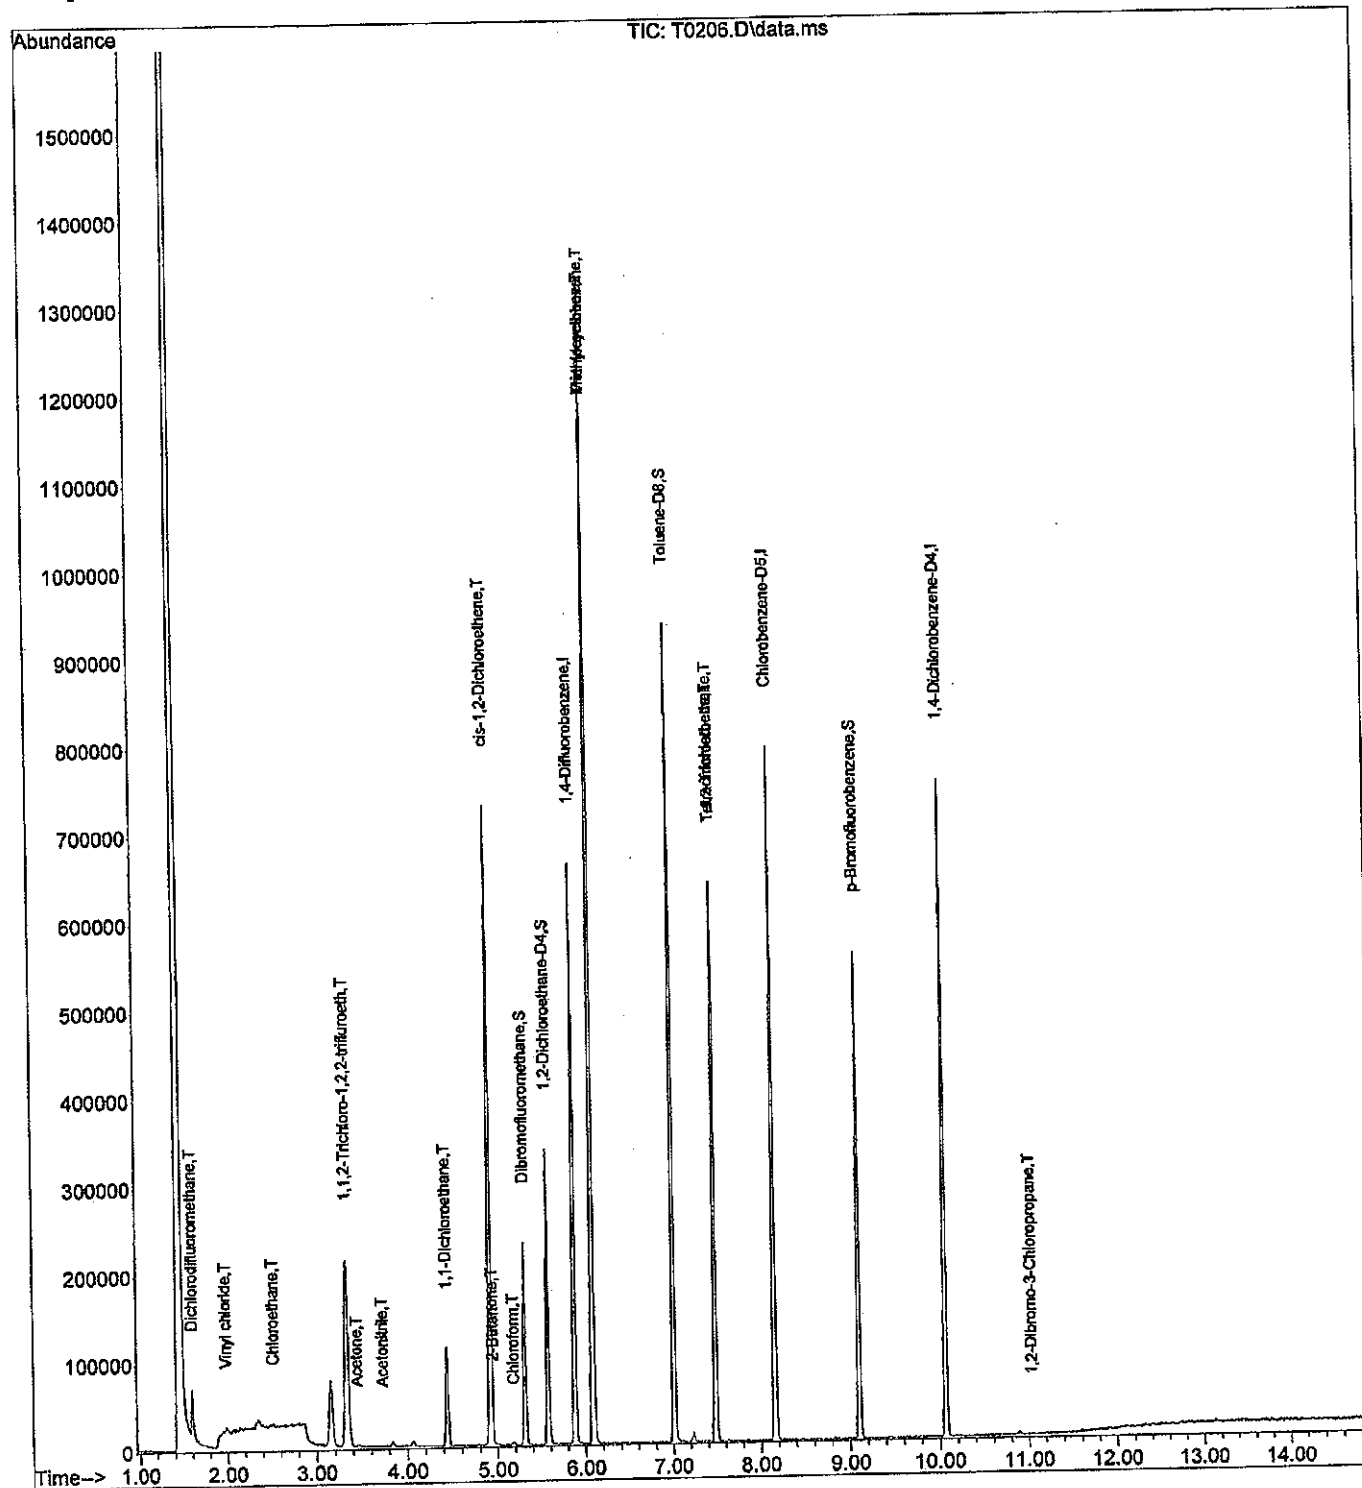 TIC: T0206.D\data.ms
Abundance
1500000
1400000
1300000
1200000
1100000
1000000
900000
800000
700000
600000
500000
400000
300000
200000
100000
0
Time-->
1.00 2.00 3.00 4.00 5.00 6.00 7.00 8.00 9.00 10.00 11.00 12.00 13.00 14.00
Dichlorodifluoromethane,T
Vinyl chloride,T
Chloroethane,T
1,1,2-Trichloro-1,2,2-trifluroeth,T
Acetone,T
Acetonitrile,T
1,1-Dichloroethane,T
cis-1,2-Dichloroethene,T
2-Butanone,T
Chloroform,T
Dibromofluoromethane,S
1,2-Dichloroethane-D4,S
1,4-Difluorobenzene,I
Toluene-D8,S
Chlorobenzene-D5,I
p-Bromofluorobenzene,S
1,4-Dichlorobenzene-D4,I
1,2-Dibromo-3-Chloropropane,T